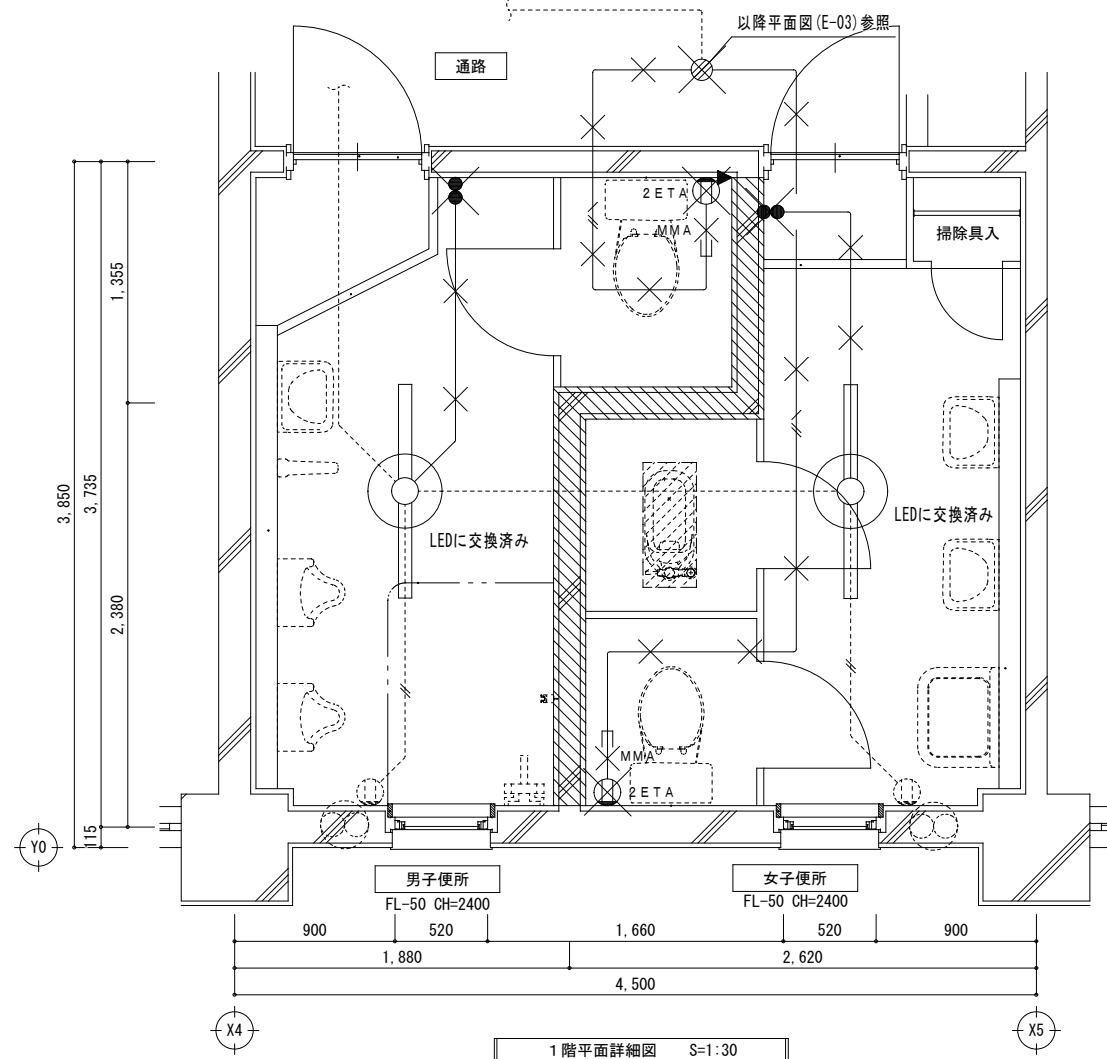 以降平面図(E-03)参照
通路
2ETA
MMA
掃除具入
1,355
3,735
3,850
2,380
115
LEDに交換済み
LEDに交換済み
MMA
2ETA
Y0
男子便所
FL-50 CH=2400
女子便所
FL-50 CH=2400
900
520
1,660
520
900
1,880
2,620
4,500
X4
X5
1階平面詳細図 S=1:30